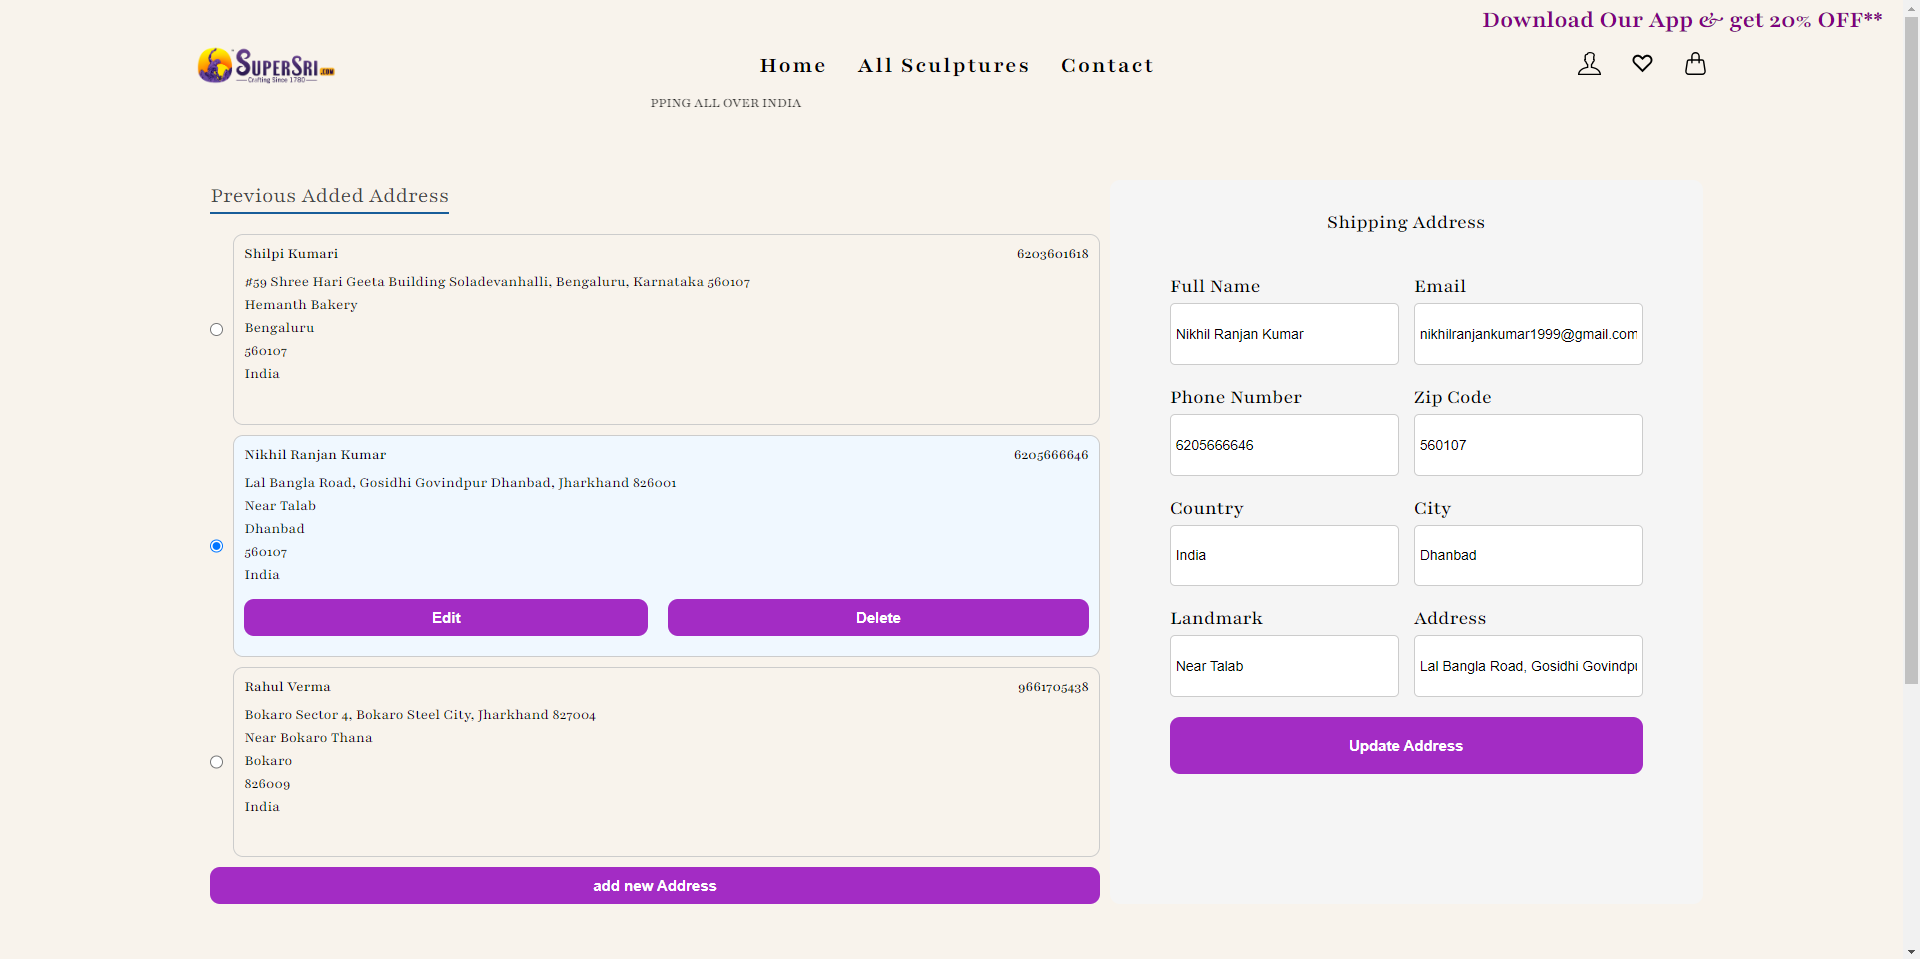 Download Our App & get 20% OFF**
SUPERSRI.COM
Crafting Since 1780
Home All Sculptures Contact
PPING ALL OVER INDIA
Previous Added Address
Shilpi Kumari 6203601618
#59 Shree Hari Geeta Building Soladevanhalli, Bengaluru, Karnataka 560107
Hemanth Bakery
Bengaluru
560107
India
Nikhil Ranjan Kumar 6205666646
Lal Bangla Road, Gosidhi Govindpur Dhanbad, Jharkhand 826001
Near Talab
Dhanbad
560107
India
Edit Delete
Rahul Verma 9661705438
Bokaro Sector 4, Bokaro Steel City, Jharkhand 827004
Near Bokaro Thana
Bokaro
826009
India
add new Address
Shipping Address
Full Name Email
Nikhil Ranjan Kumar nikhilranjankumar1999@gmail.com
Phone Number Zip Code
6205666646 560107
Country City
India Dhanbad
Landmark Address
Near Talab Lal Bangla Road, Gosidhi Govindpu
Update Address